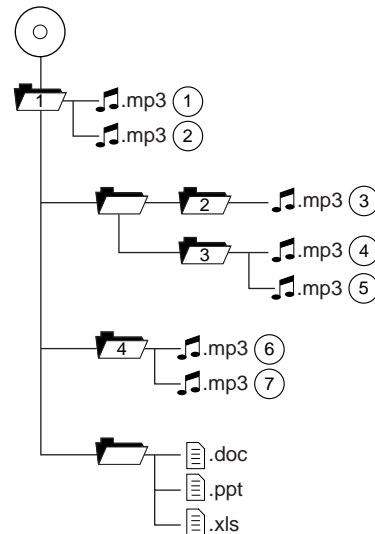 1 .mp3 1
.mp3 2
2 .mp3 3
3 .mp3 4
.mp3 5
4 .mp3 6
.mp3 7
.doc
.ppt
.xls